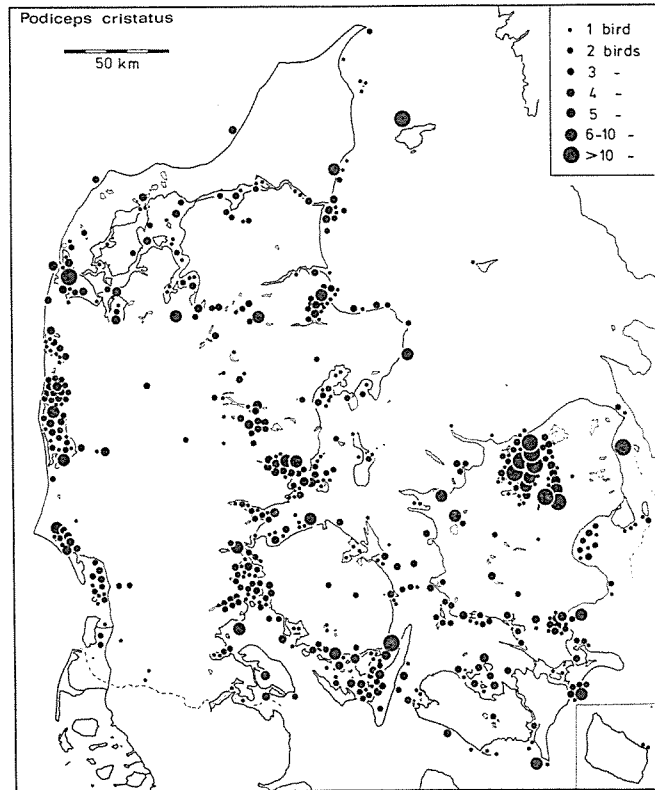 Podiceps cristatus
50 km
1 bird
2 birds
3 -
4 -
5 -
6-10 -
>10 -